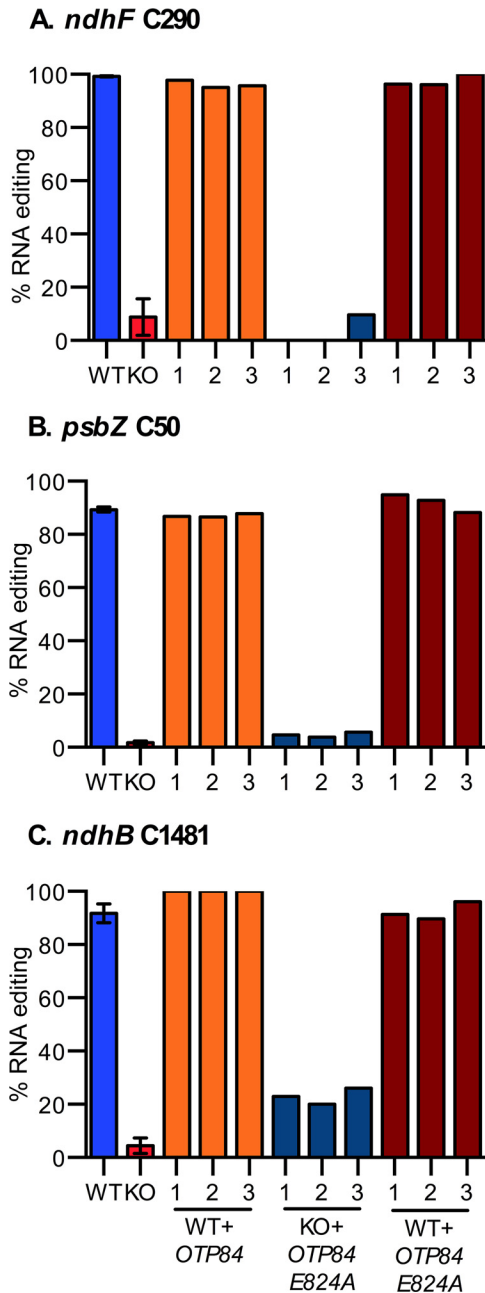 A. ndhF C290
% RNA editing
100
80
60
40
20
0
WT KO 1 2 3 1 2 3 1 2 3
B. psbZ C50
% RNA editing
100
80
60
40
20
0
WT KO 1 2 3 1 2 3 1 2 3
C. ndhB C1481
% RNA editing
100
80
60
40
20
0
WT KO 1 2 3 1 2 3 1 2 3
WT+ KO+ WT+
OTP84 OTP84 OTP84
E824A E824A